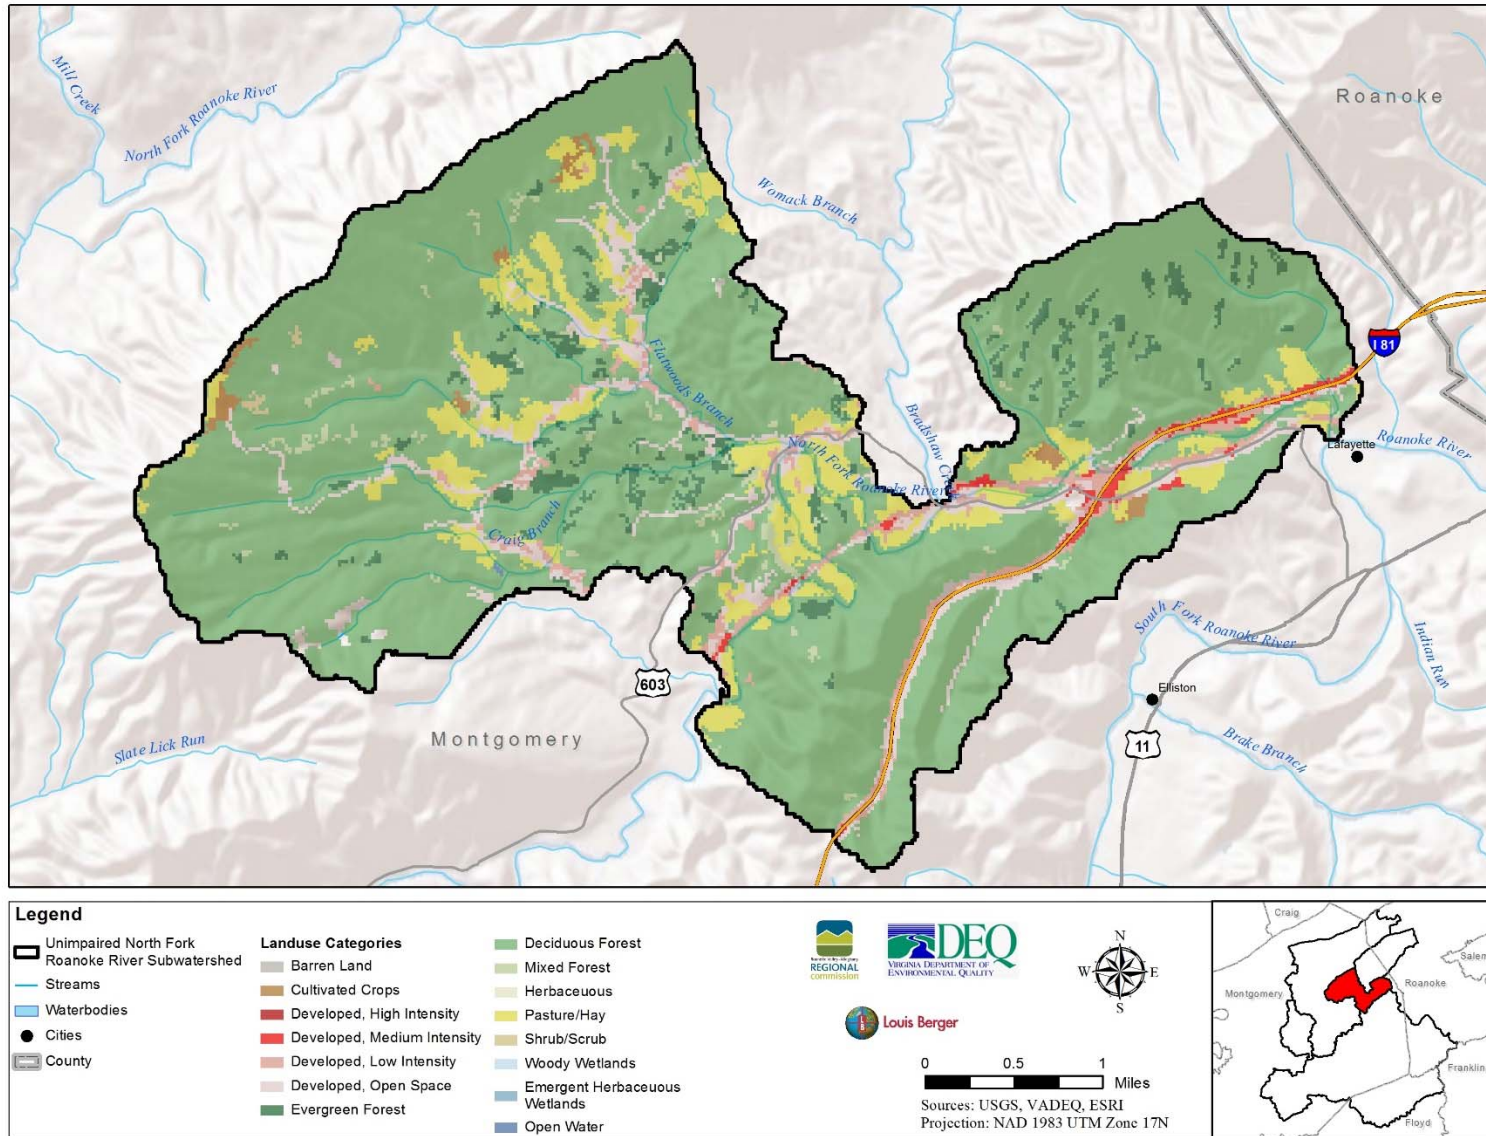 Mill Creek
North Fork Roanoke River
Roanoke
Womack Branch
I 81
Flatwoods Branch
Bradshaw Creek
North Fork Roanoke River
Roanoke River
Lafayette
Craig Branch
South Fork Roanoke River
Indian Run
603
Elliston
Montgomery
11
Brake Branch
Slate Lick Run
Legend
Unimpaired North Fork
Roanoke River Subwatershed
Streams
Waterbodies
Cities
County
Landuse Categories
Barren Land
Cultivated Crops
Developed, High Intensity
Developed, Medium Intensity
Developed, Low Intensity
Developed, Open Space
Evergreen Forest
Deciduous Forest
Mixed Forest
Herbaceuous
Pasture/Hay
Shrub/Scrub
Woody Wetlands
Emergent Herbaceuous
Wetlands
Open Water
REGIONAL
commission
DEQ
VIRGINIA DEPARTMENT OF
ENVIRONMENTAL QUALITY
Louis Berger
N
W E
S
0 0.5 1
Miles
Sources: USGS, VADEQ, ESRI
Projection: NAD 1983 UTM Zone 17N
Craig
Salem
Roanoke
Montgomery
Franklin
Floyd